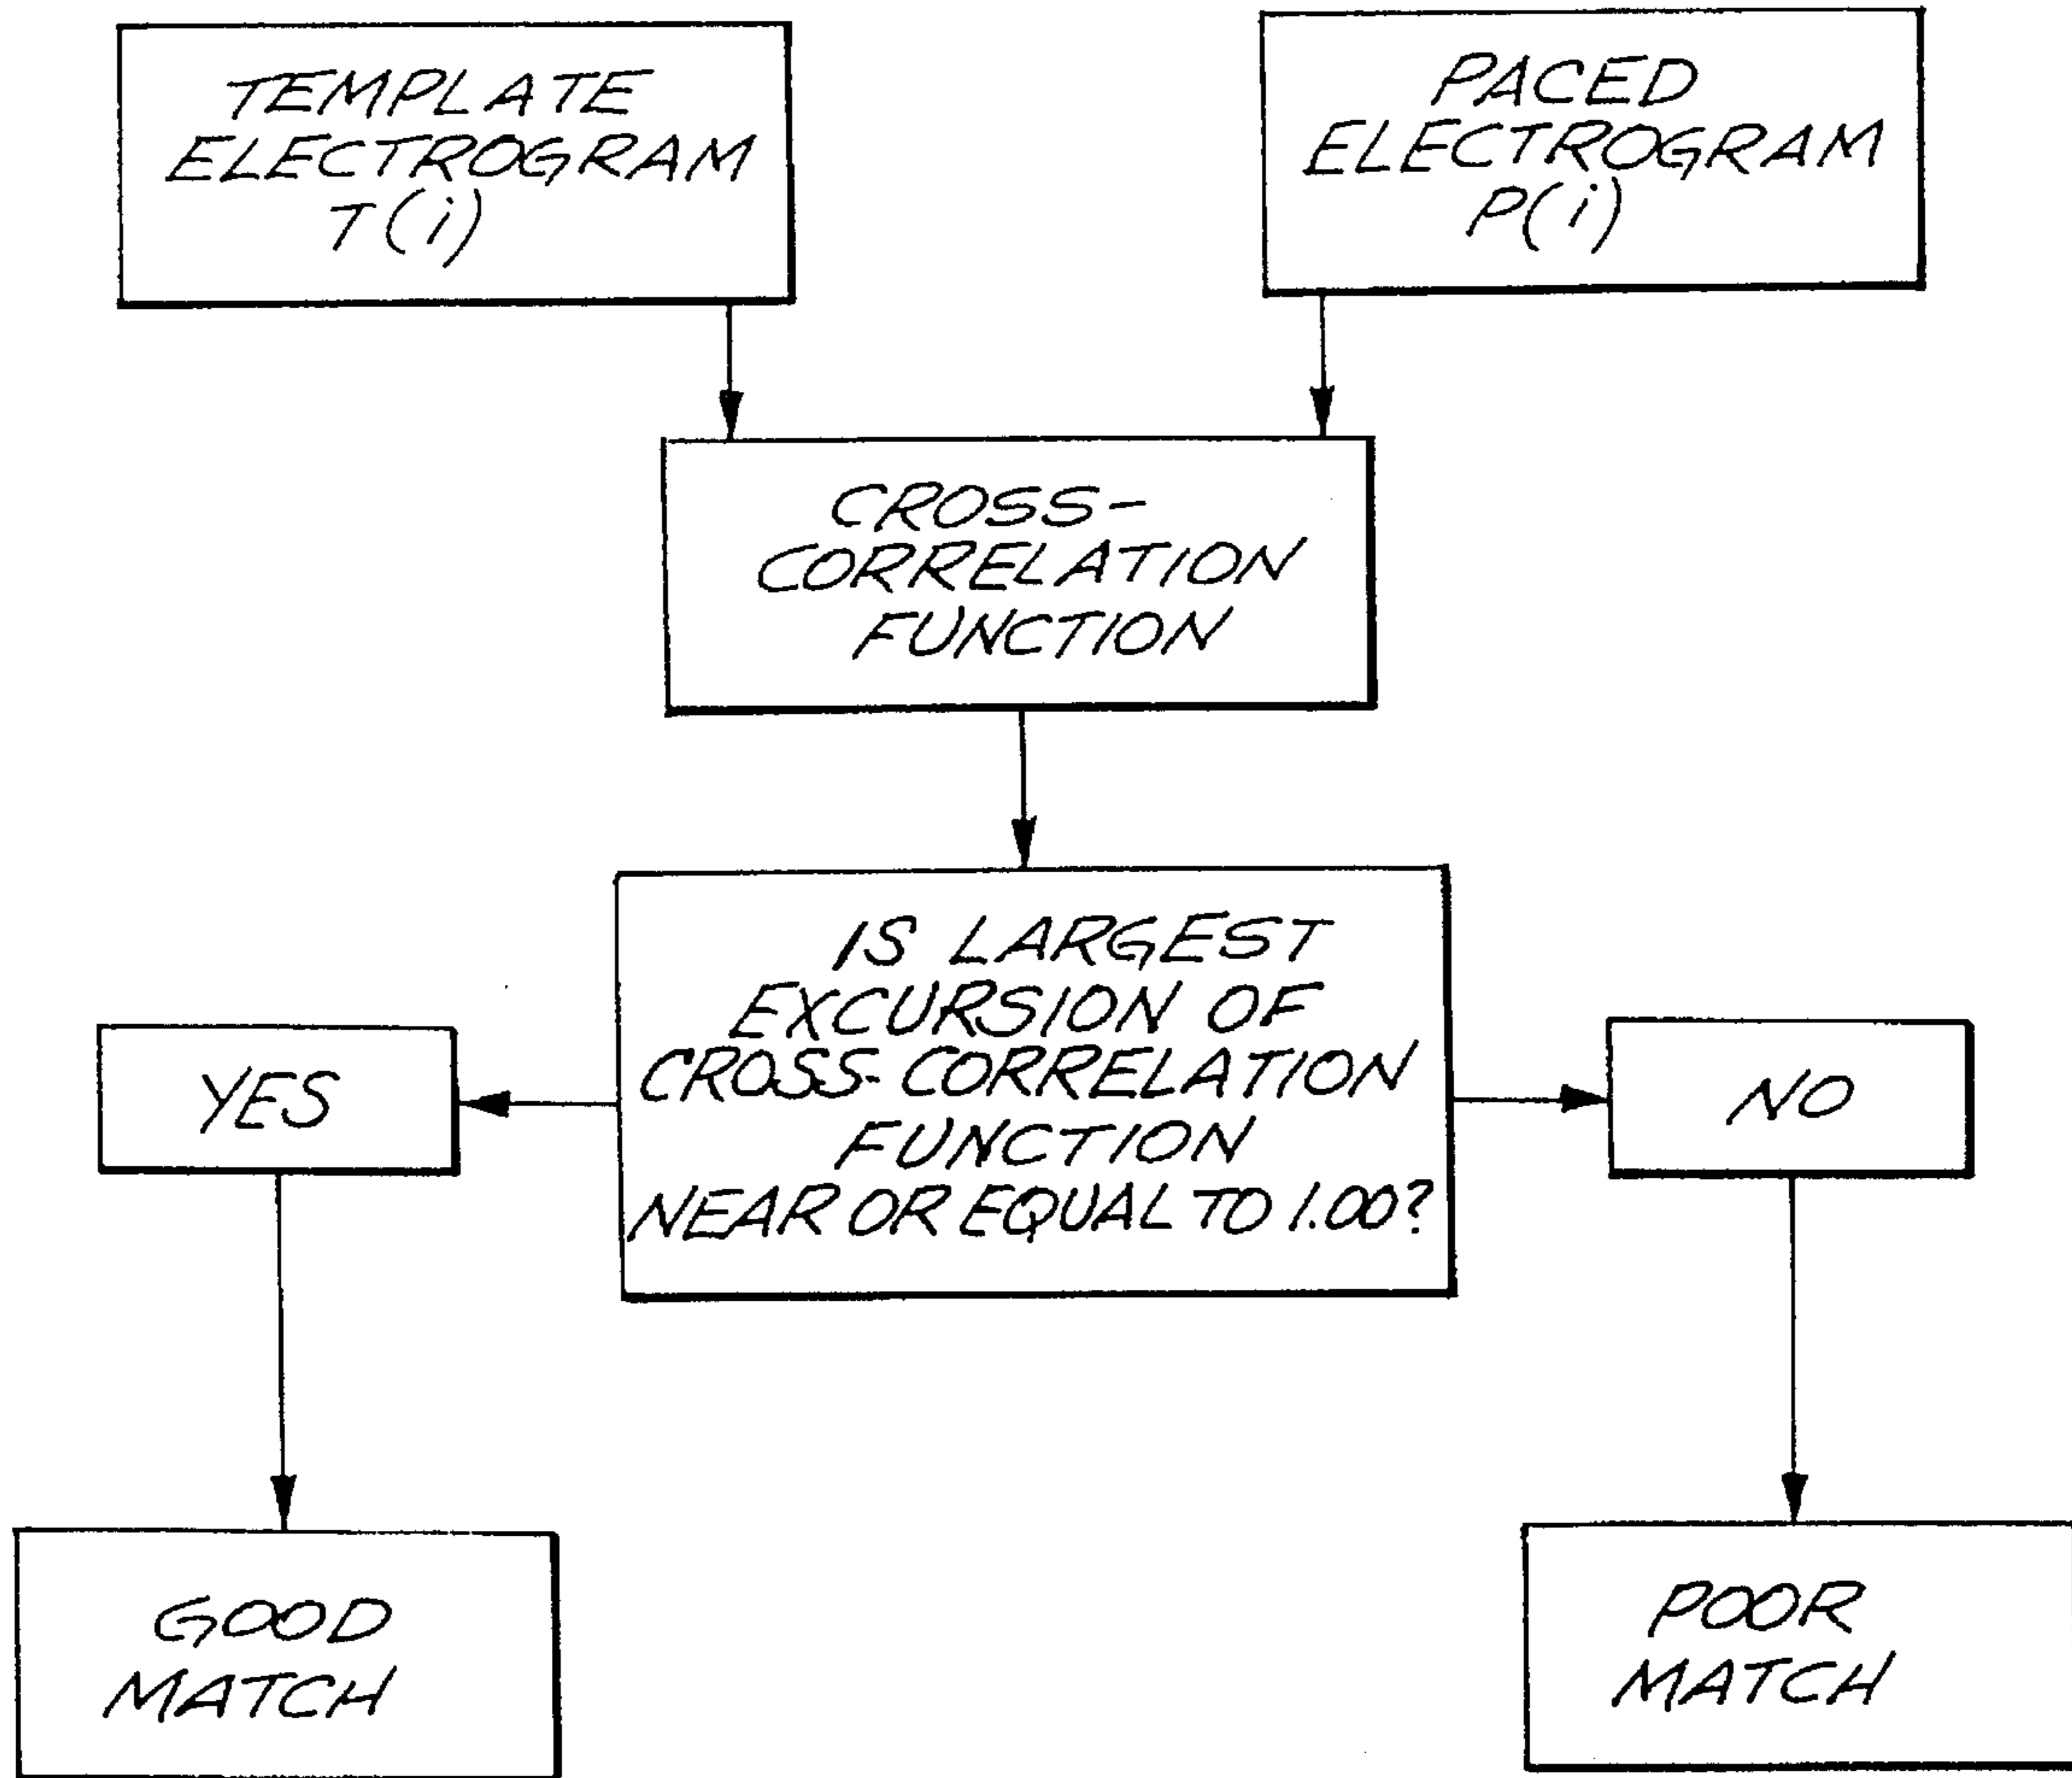 TEMPLATE
ELECTROGRAM
T(i)
PACED
ELECTROGRAM
P(i)
CROSS-
CORRELATION
FUNCTION
IS LARGEST
EXCURSION OF
CROSS-CORRELATION
FUNCTION
NEAR OR EQUAL TO 1.00?
YES
NO
GOOD
MATCH
POOR
MATCH